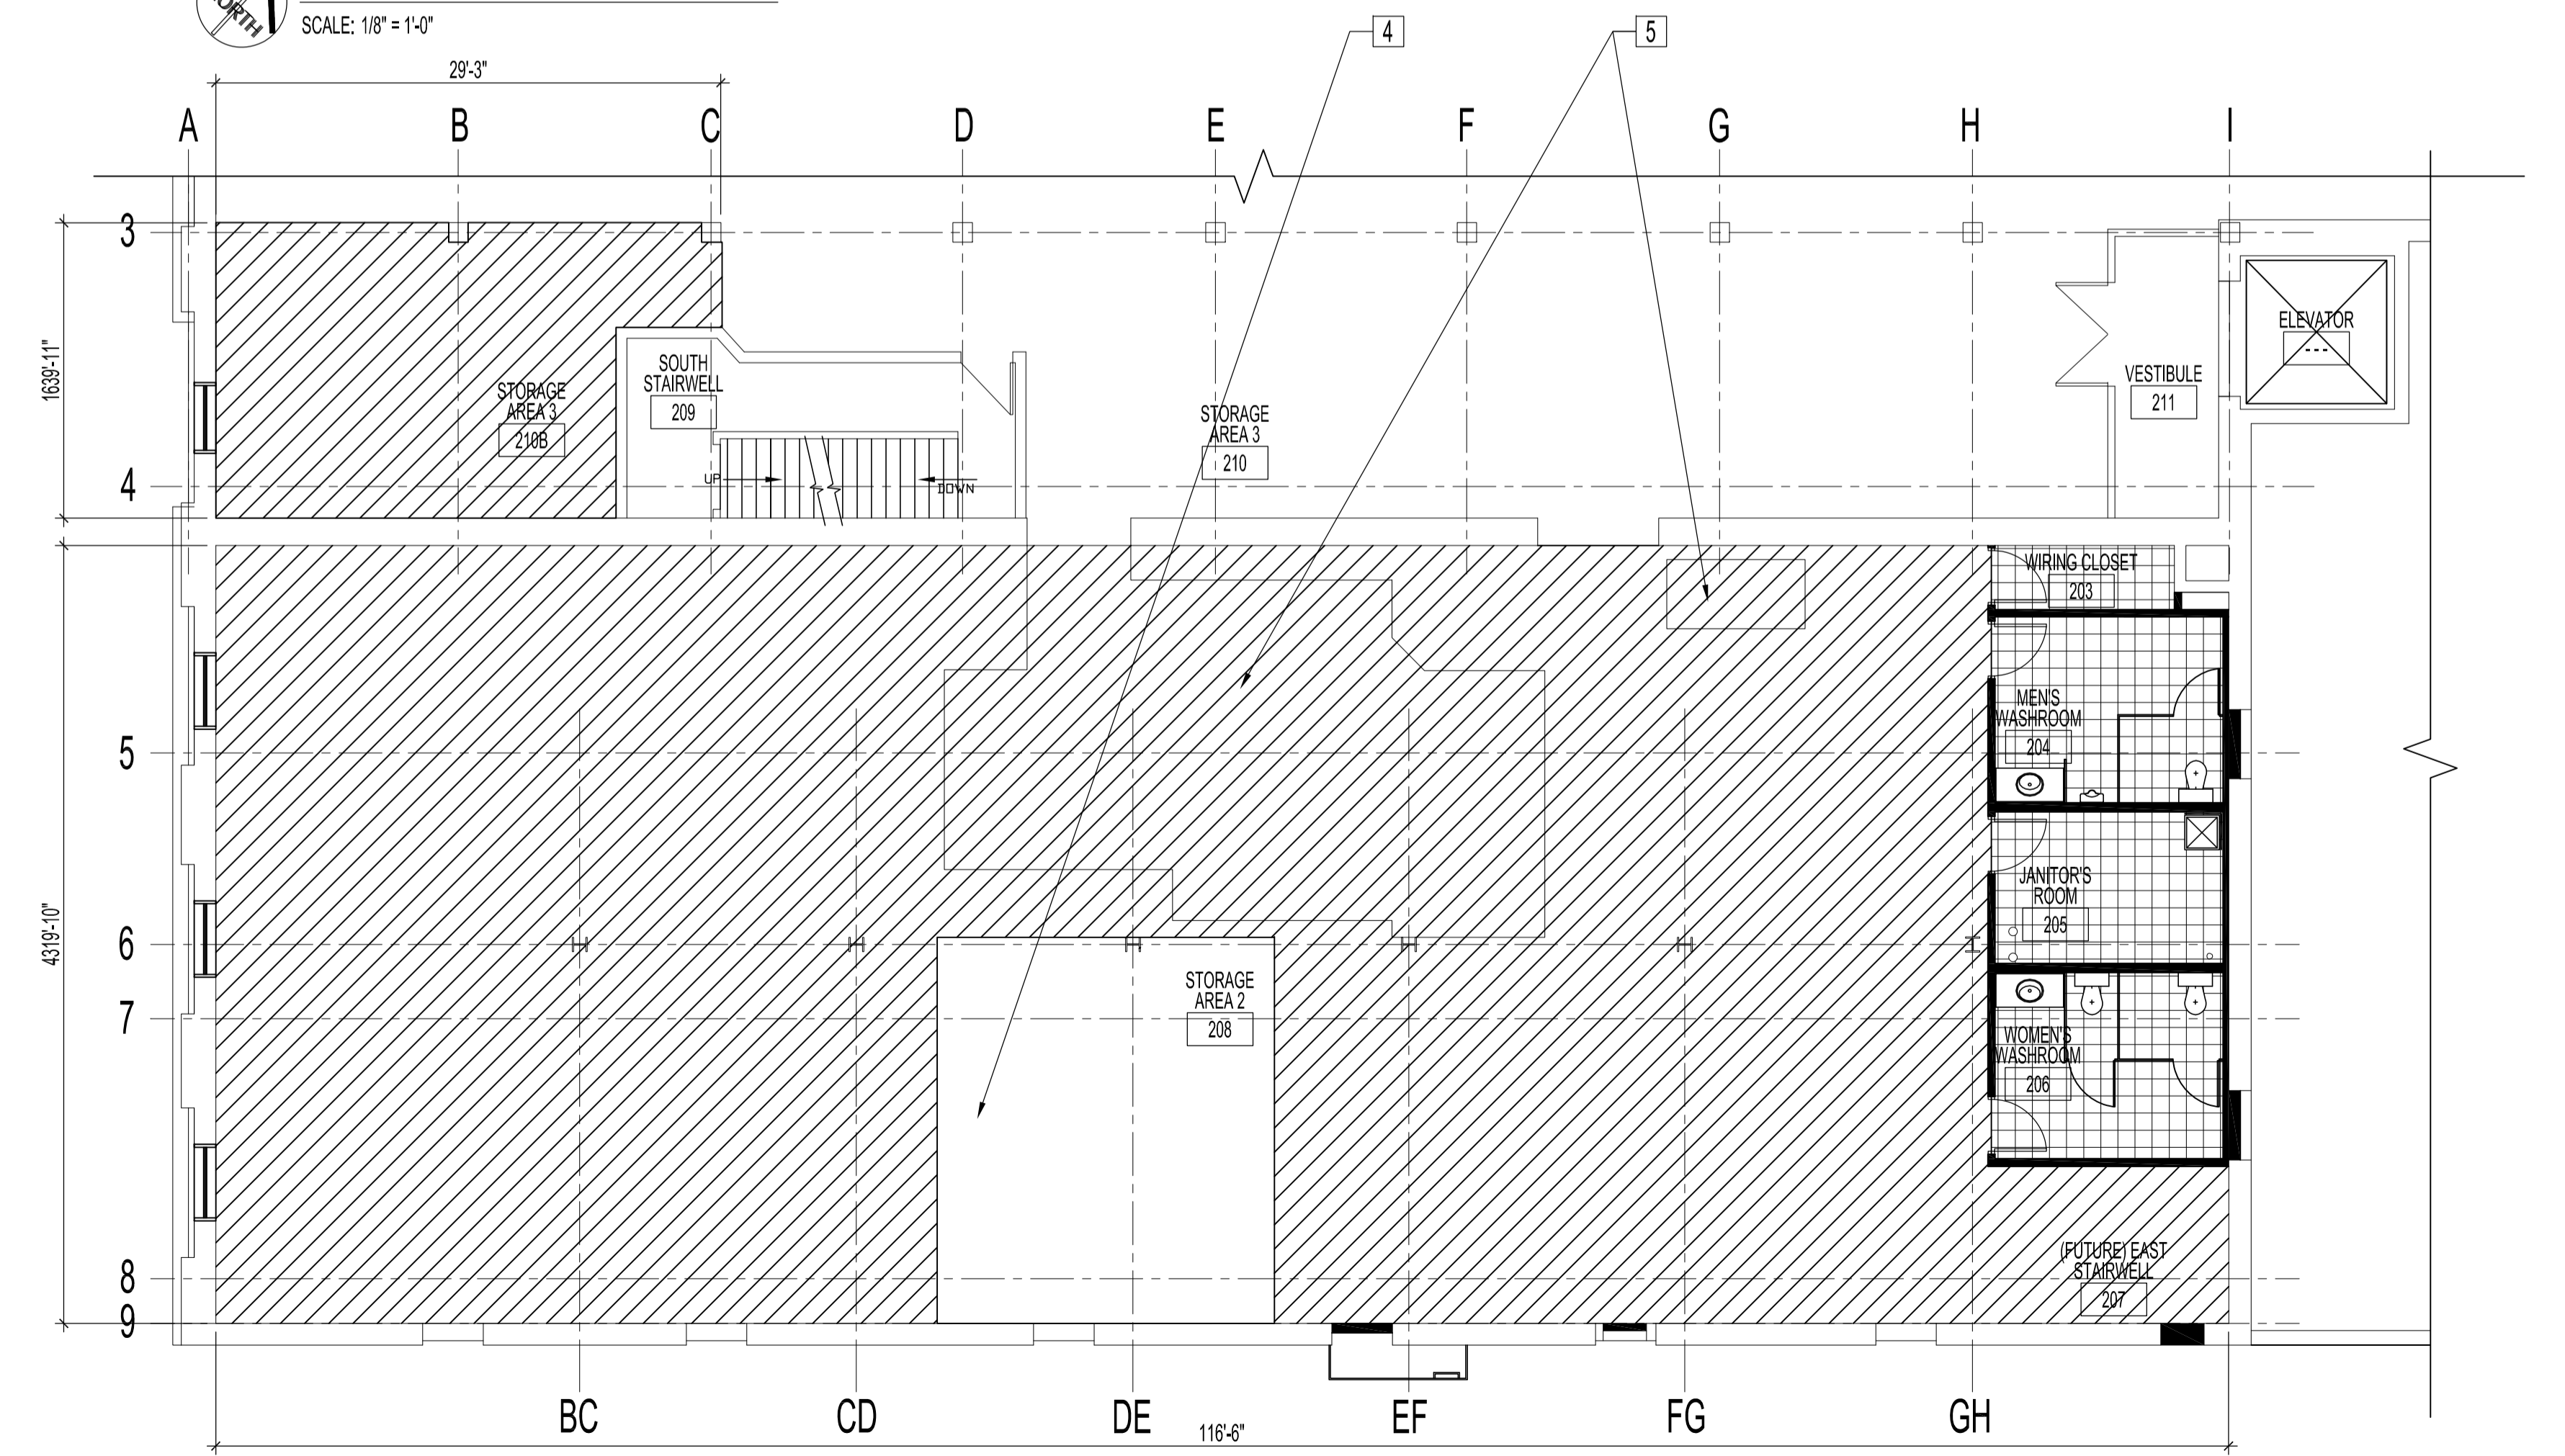 NORTH
SCALE: 1/8" = 1'-0"
4
5
29'-3"
A B C D E F G H I
3
1639'-11"
ELEVATOR
---
SOUTH
STAIRWELL
209
VESTIBULE
211
STORAGE
AREA 3
210B
STORAGE
AREA 3
210
UP
DOWN
4
WIRING CLOSET
203
MEN'S
WASHROOM
204
5
JANITOR'S
ROOM
205
4319'-10"
6
STORAGE
AREA 2
208
7
WOMEN'S
WASHROOM
206
(FUTURE) EAST
STAIRWELL
207
8
9
BC CD DE EF FG GH
116'-6"